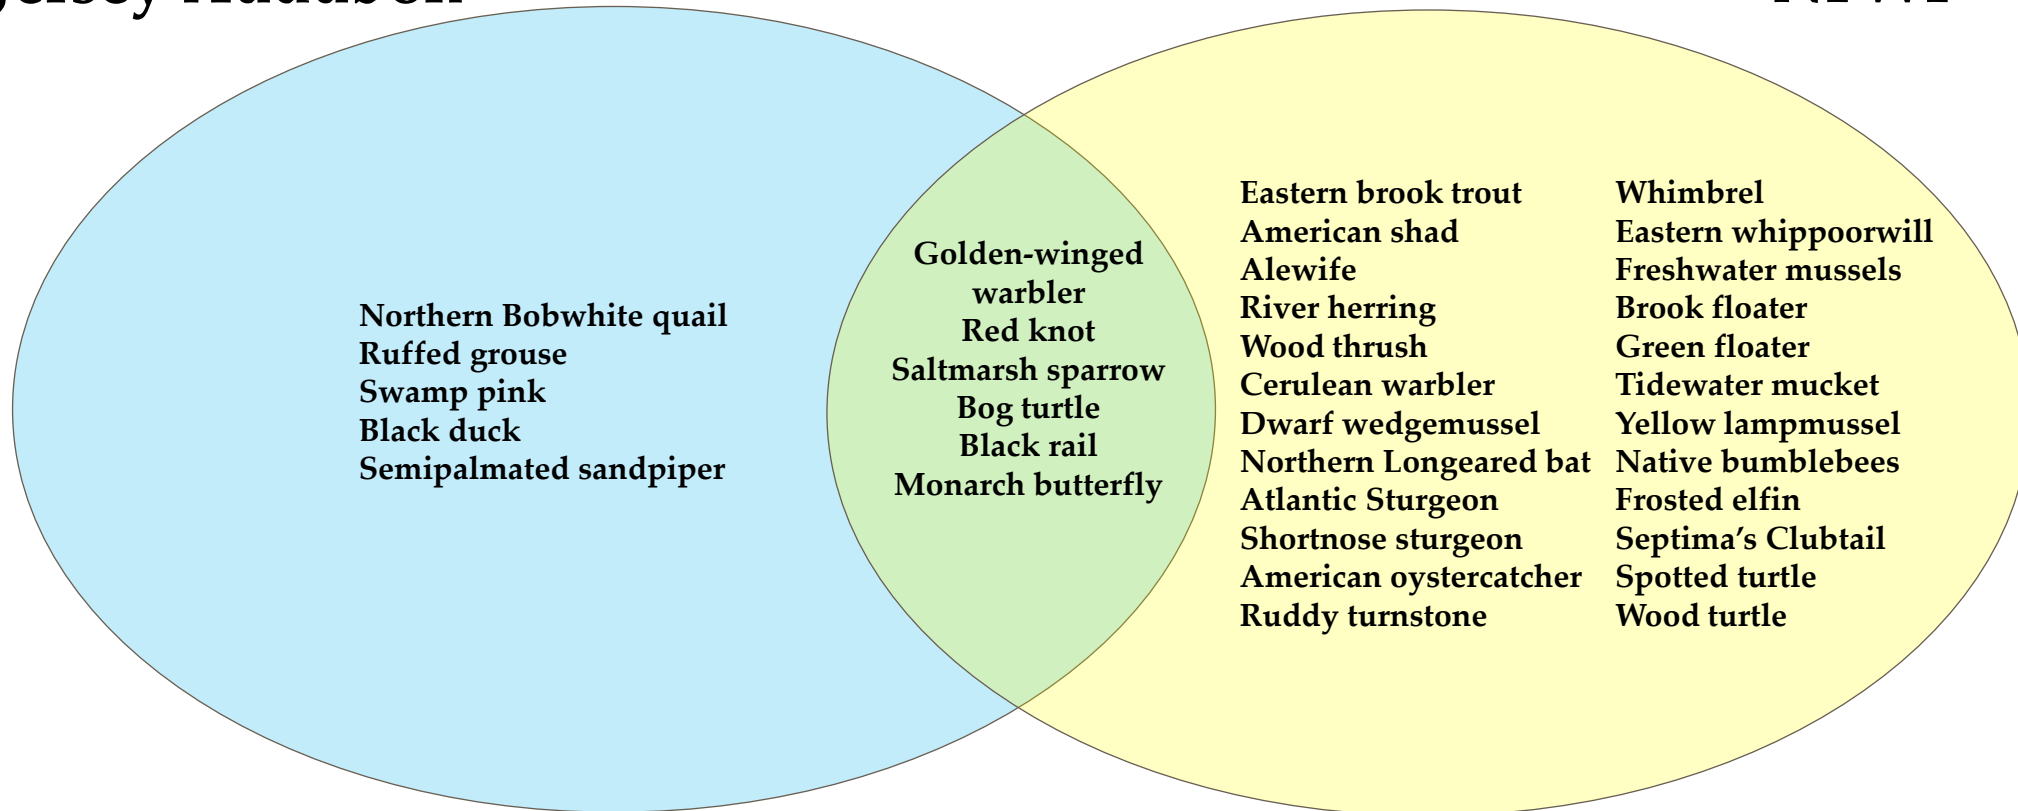 Jersey Audubon
Northern Bobwhite quail
Ruffed grouse
Swamp pink
Black duck
Semipalmated sandpiper
Golden-winged
warbler
Red knot
Saltmarsh sparrow
Bog turtle
Black rail
Monarch butterfly
Eastern brook trout
American shad
Alewife
River herring
Wood thrush
Cerulean warbler
Dwarf wedgemussel
Northern Longeared bat
Atlantic Sturgeon
Shortnose sturgeon
American oystercatcher
Ruddy turnstone
Whimbrel
Eastern whippoorwill
Freshwater mussels
Brook floater
Green floater
Tidewater mucket
Yellow lampmussel
Native bumblebees
Frosted elfin
Septima’s Clubtail
Spotted turtle
Wood turtle